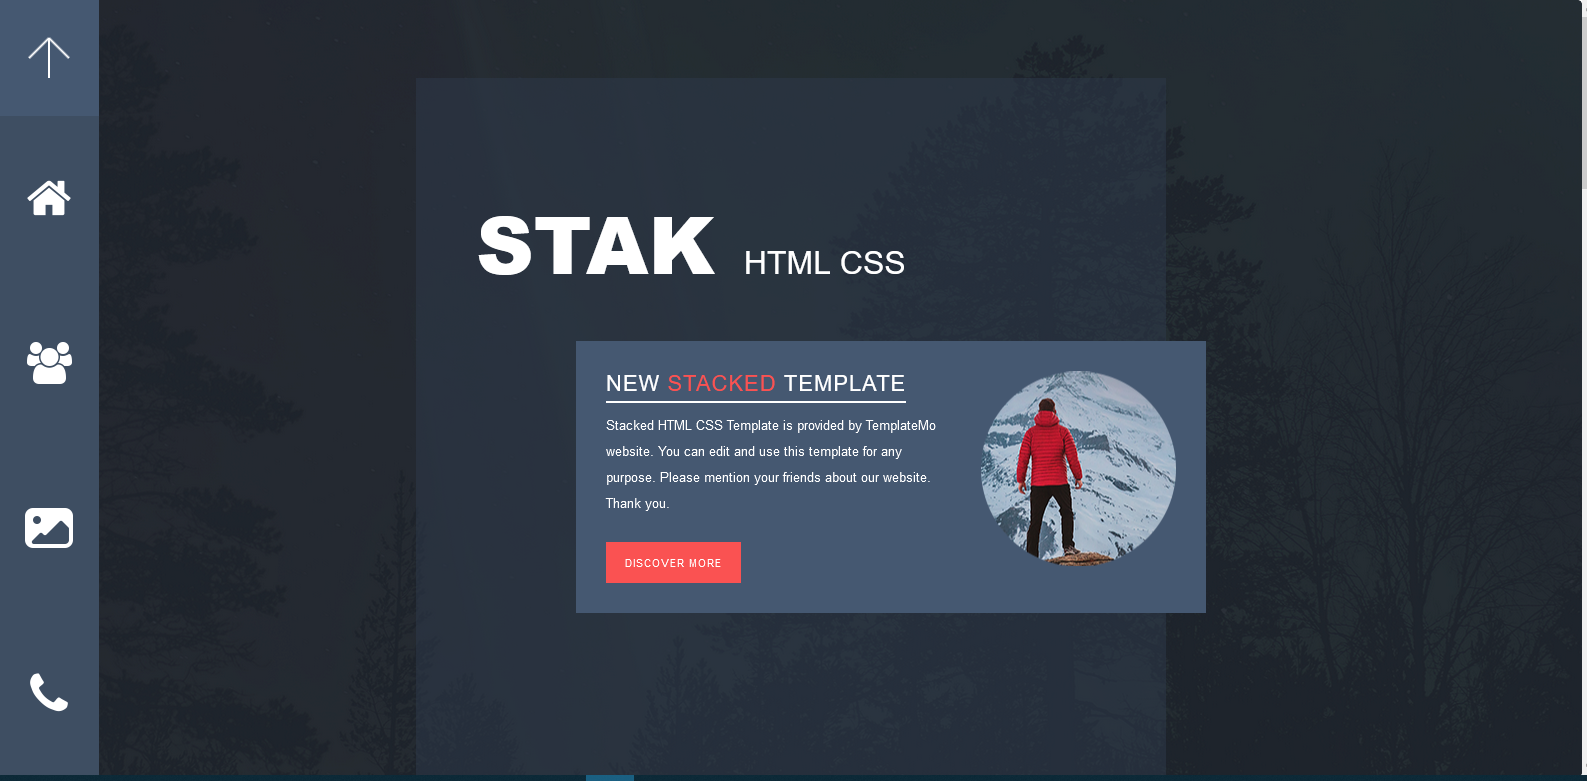 STAK HTML CSS
NEW STACKED TEMPLATE
Stacked HTML CSS Template is provided by TemplateMo
website. You can edit and use this template for any
purpose. Please mention your friends about our website.
Thank you.
DISCOVER MORE